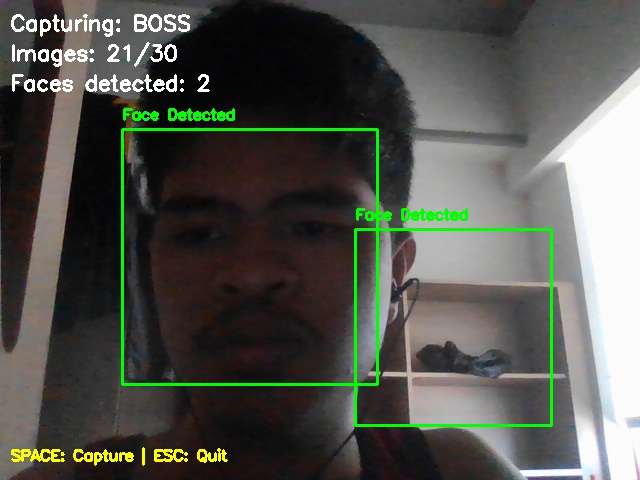 Capturing: BOSS
Images: 21/30
Faces detected: 2
Face Detected
Face Detected
SPACE: Capture | ESC: Quit